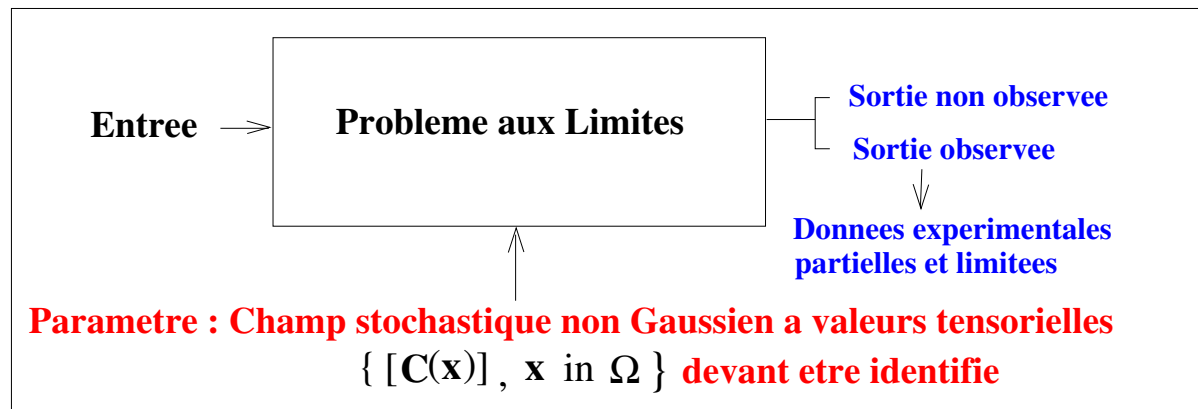 Entree
Probleme aux Limites
Sortie non observee
Sortie observee
Donnees experimentales
partielles et limitees
Parametre : Champ stochastique non Gaussien a valeurs tensorielles
{ [C(x)] , x in Ω } devant etre identifie